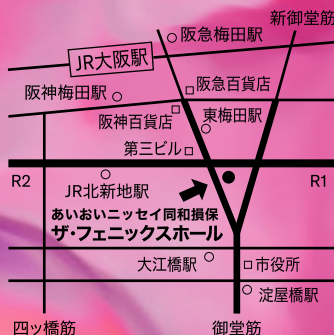 新御堂筋
阪急梅田駅
JR大阪駅
阪急百貨店
阪神梅田駅
阪神百貨店
東梅田駅
第三ビル
R2
R1
JR北新地駅
あいおいニッセイ同和損保
ザ・フェニックスホール
大江橋駅
市役所
淀屋橋駅
四ッ橋筋
御堂筋